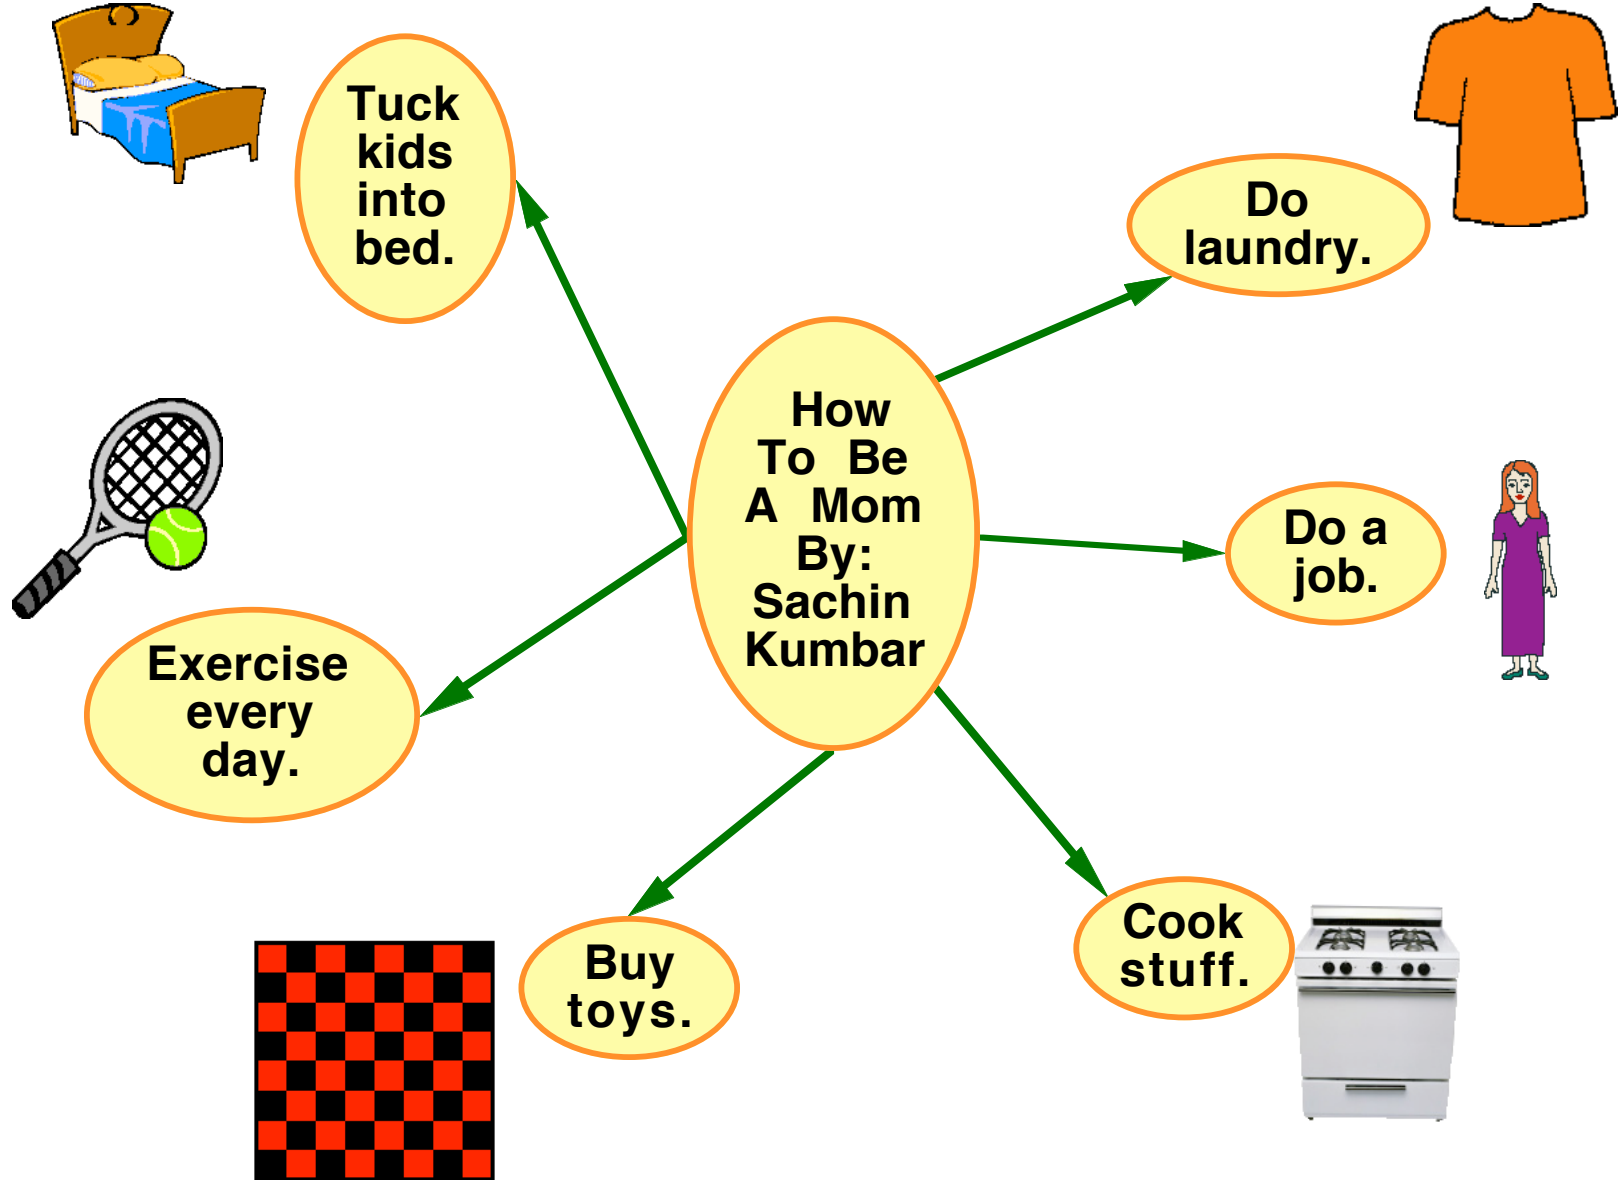 How
To Be
A Mom
By:
Sachin
Kumbar
Tuck
kids
into
bed.
Do
laundry.
Do a
job.
Cook
stuff.
Buy
toys.
Exercise
every
day.